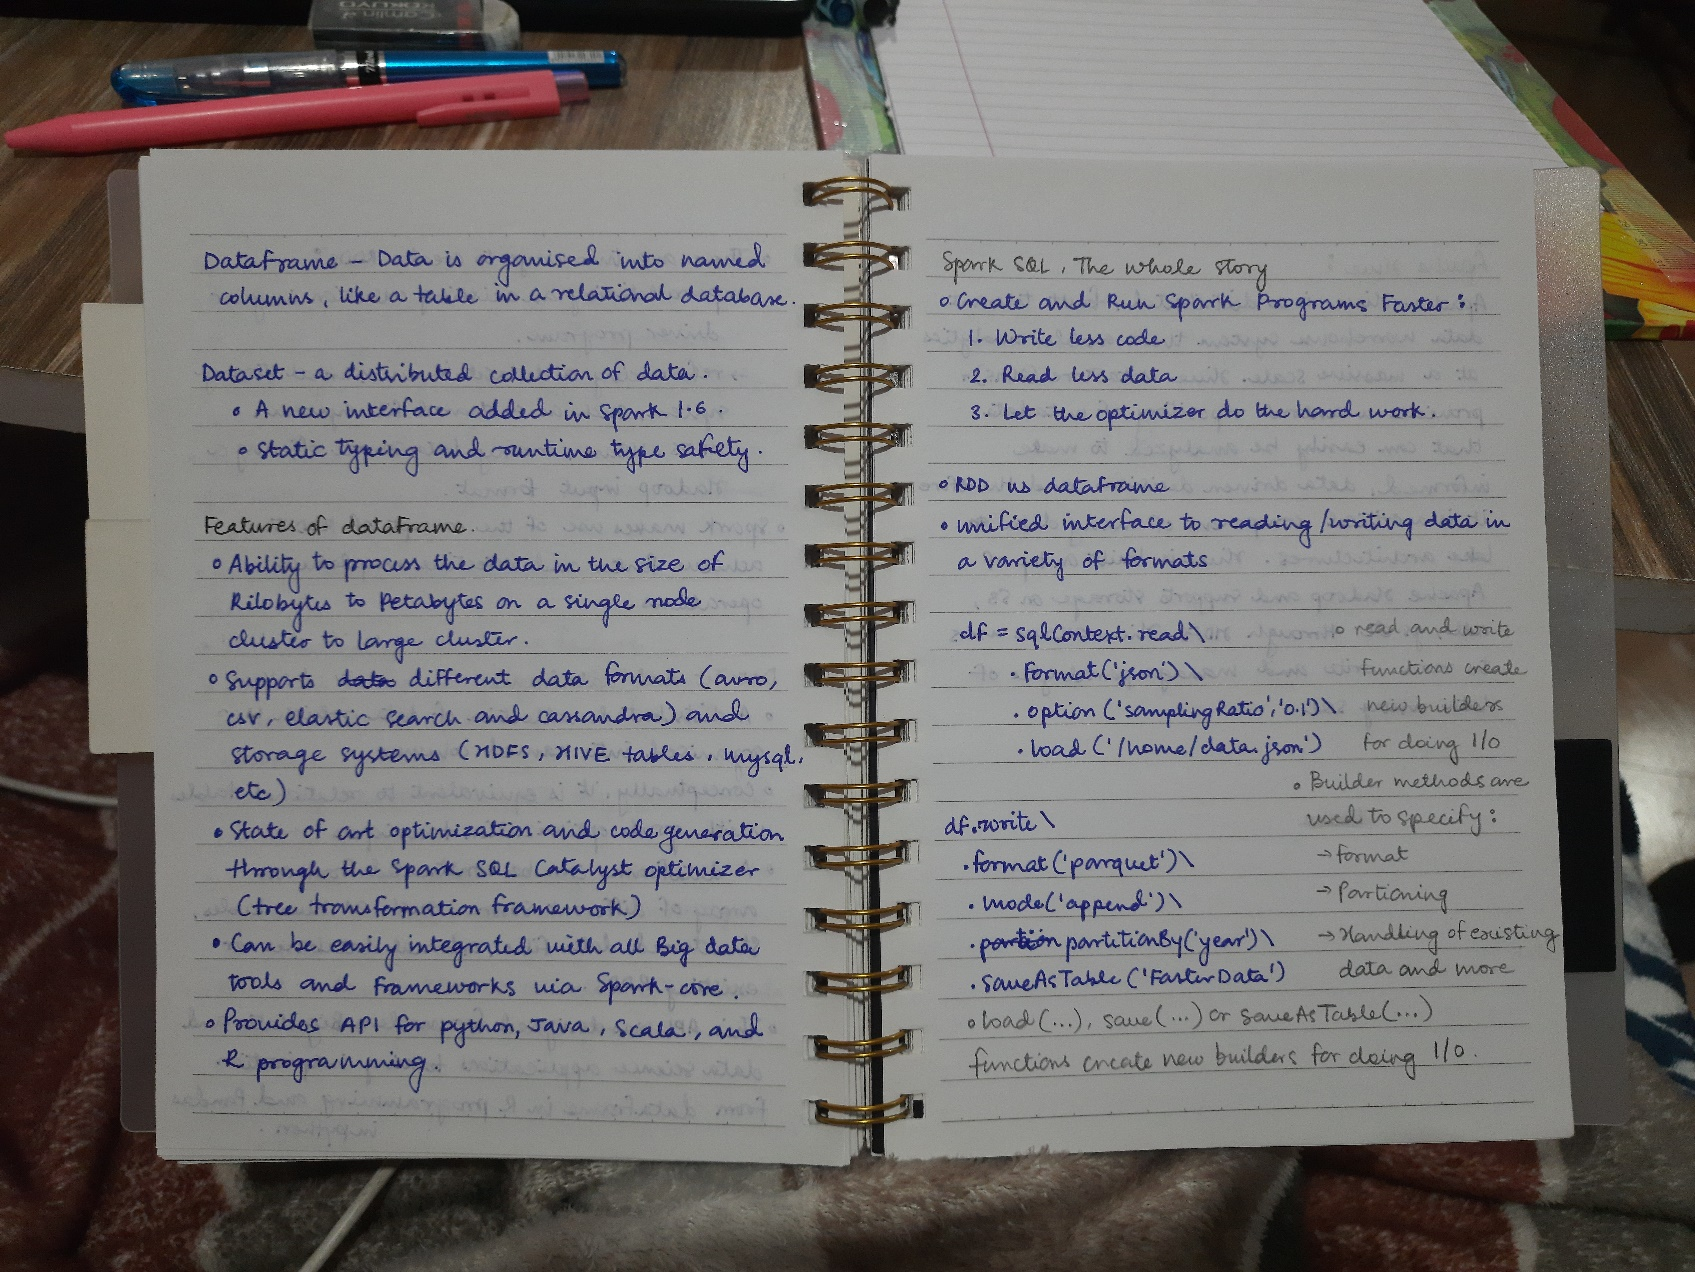 DataFrame – Data is organised into named
columns, like a table in a relational database.
Dataset – a distributed collection of data.
• A new interface added in Spark 1.6.
• Static typing and runtime type safety.
Features of dataFrame.
• Ability to process the data in the size of
Kilobytes to Petabytes on a single node
cluster to large cluster.
• Supports data different data formats (avro,
csv, elastic search and cassandra) and
storage systems (HDFS, HIVE tables, mysql,
etc)
• State of art optimization and code generation
through the Spark SQL Catalyst optimizer
(tree transformation framework)
• Can be easily integrated with all Big data
tools and frameworks via Spark-core.
• Provides API for python, Java, Scala, and
R programming.
Spark SQL, The whole story
• Create and Run Spark Programs Faster:
1. Write less code
2. Read less data
3. Let the optimizer do the hard work.
• RDD vs dataframe
• unified interface to reading/writing data in
a variety of formats
df = sqlContext.read\
.format('json')\
.option('samplingRatio','0.1')\
.load('/home/data.json')
• read and write
functions create
new builders
for doing I/O
• Builder methods are
used to specify:
→ format
→ Partioning
→ Handling of existing
data and more
df.write\
.format('parquet')\
.mode('append')\
.partition partitionBy('year')\
.saveAsTable('FasterData')
• load(...), save(...) or saveAsTable(...)
functions create new builders for doing I/O.